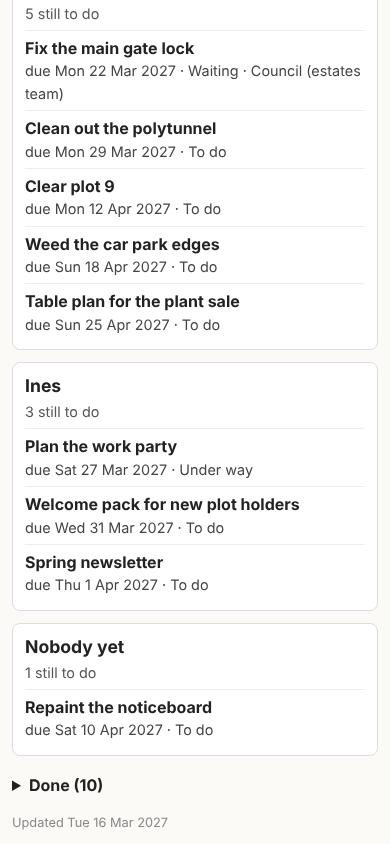 5 still to do
Fix the main gate lock
due Mon 22 Mar 2027 · Waiting · Council (estates
team)
Clean out the polytunnel
due Mon 29 Mar 2027 · To do
Clear plot 9
due Mon 12 Apr 2027 · To do
Weed the car park edges
due Sun 18 Apr 2027 · To do
Table plan for the plant sale
due Sun 25 Apr 2027 · To do
Ines
3 still to do
Plan the work party
due Sat 27 Mar 2027 · Under way
Welcome pack for new plot holders
due Wed 31 Mar 2027 · To do
Spring newsletter
due Thu 1 Apr 2027 · To do
Nobody yet
1 still to do
Repaint the noticeboard
due Sat 10 Apr 2027 · To do
Done (10)
Updated Tue 16 Mar 2027